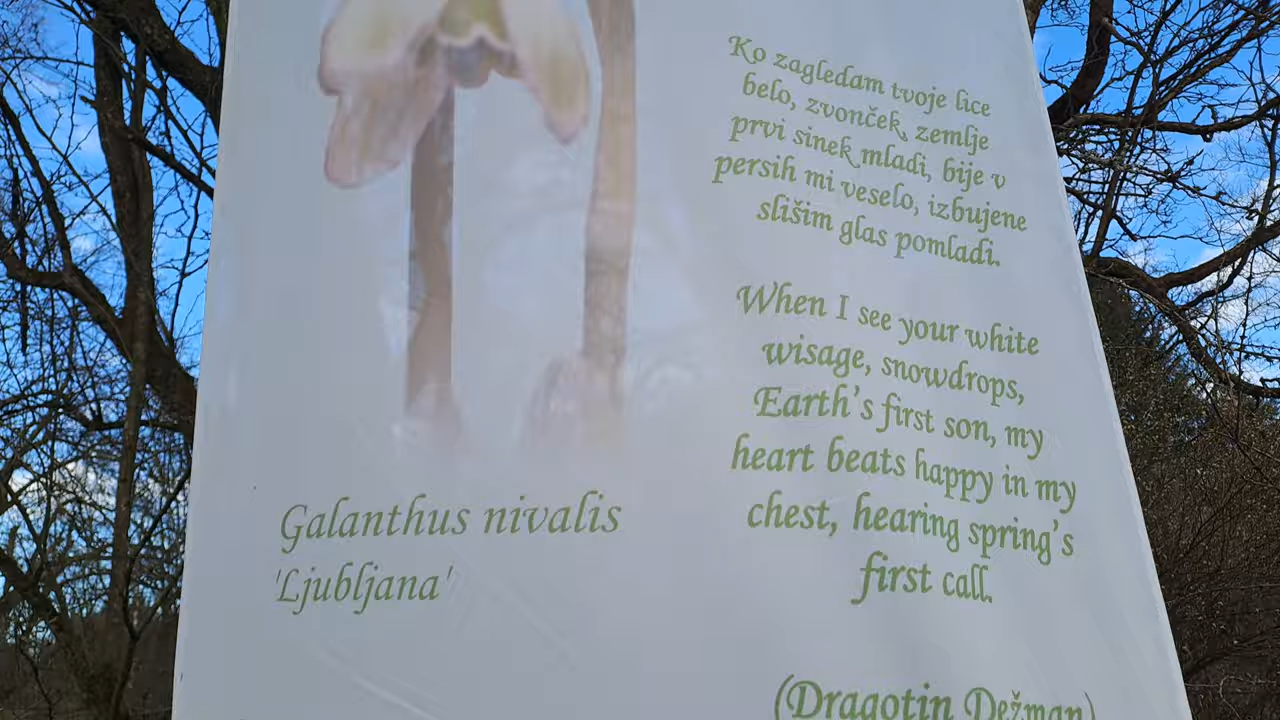 Ko zagledam tvoje lice
belo, zvonček, zemlje
prvi sinek mladi, bije v
persih mi veselo, izbujene
slišim glas pomladi.
When I see your white
wisage, snowdrops,
Earth's first son, my
heart beats happy in my
chest, hearing spring's
first call.
(Dragotin Dežman)
Galanthus nivalis
'Ljubljana'